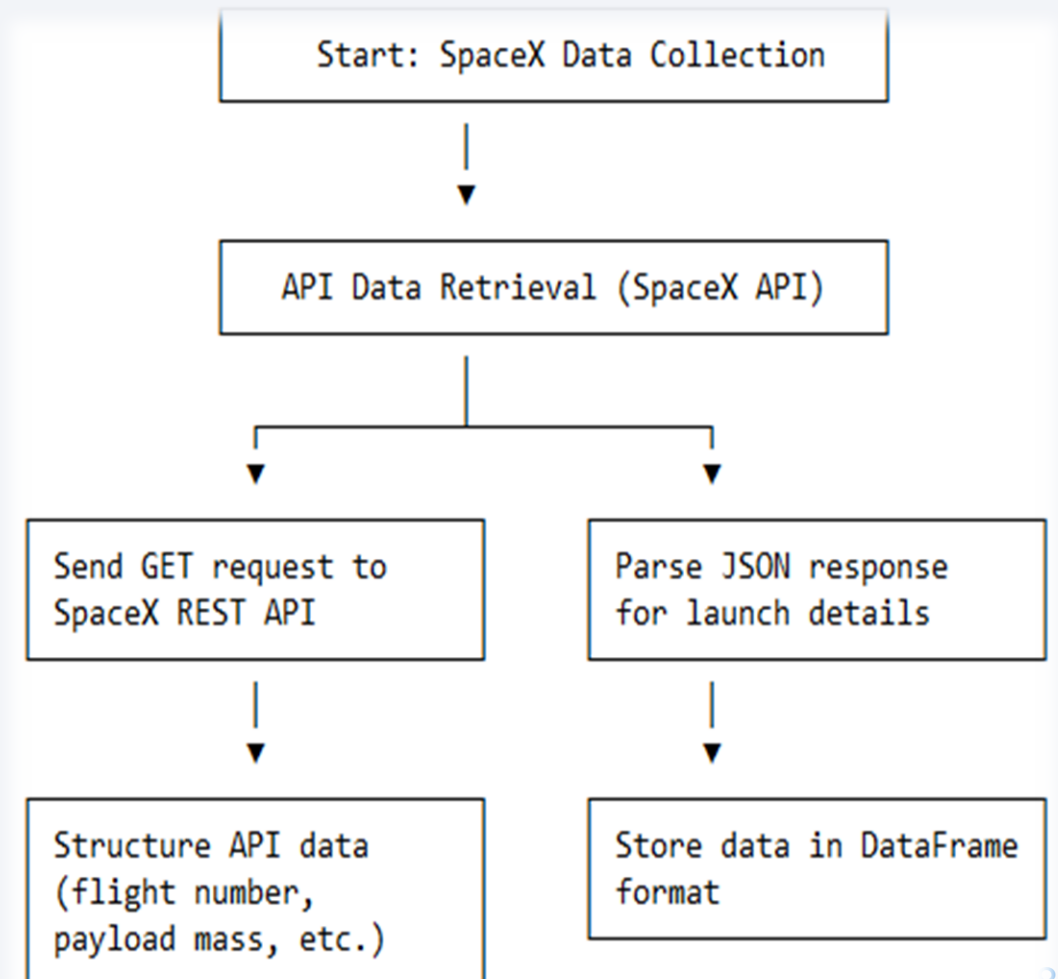 Start: SpaceX Data Collection
API Data Retrieval (SpaceX API)
Send GET request to
SpaceX REST API
Parse JSON response
for launch details
Structure API data
(flight number,
payload mass, etc.)
Store data in DataFrame
format